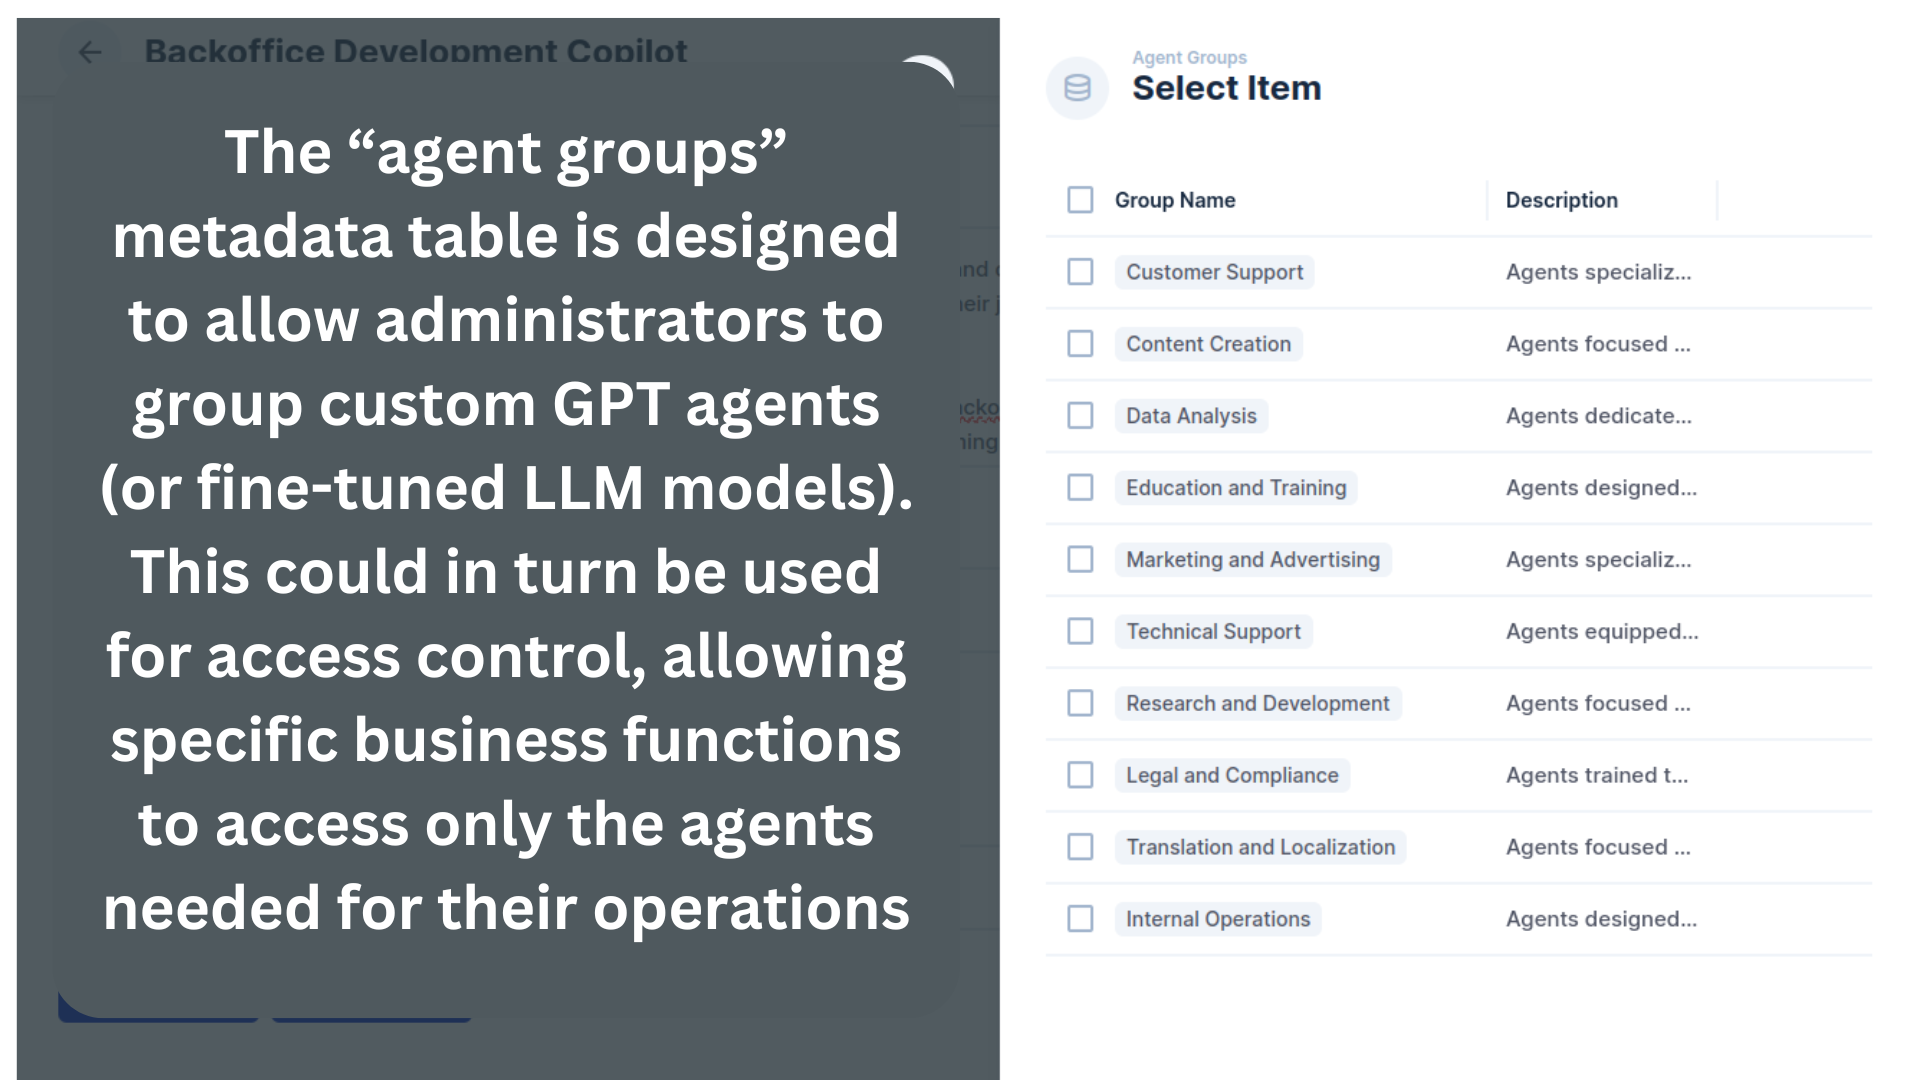 Backoffice Development Copilot
The “agent groups”
metadata table is designed
to allow administrators to
group custom GPT agents
(or fine-tuned LLM models).
This could in turn be used
for access control, allowing
specific business functions
to access only the agents
needed for their operations
Agent Groups
Select Item
Group Name Description
Customer Support Agents specializ...
Content Creation Agents focused ...
Data Analysis Agents dedicate...
Education and Training Agents designed...
Marketing and Advertising Agents specializ...
Technical Support Agents equipped...
Research and Development Agents focused ...
Legal and Compliance Agents trained t...
Translation and Localization Agents focused ...
Internal Operations Agents designed...